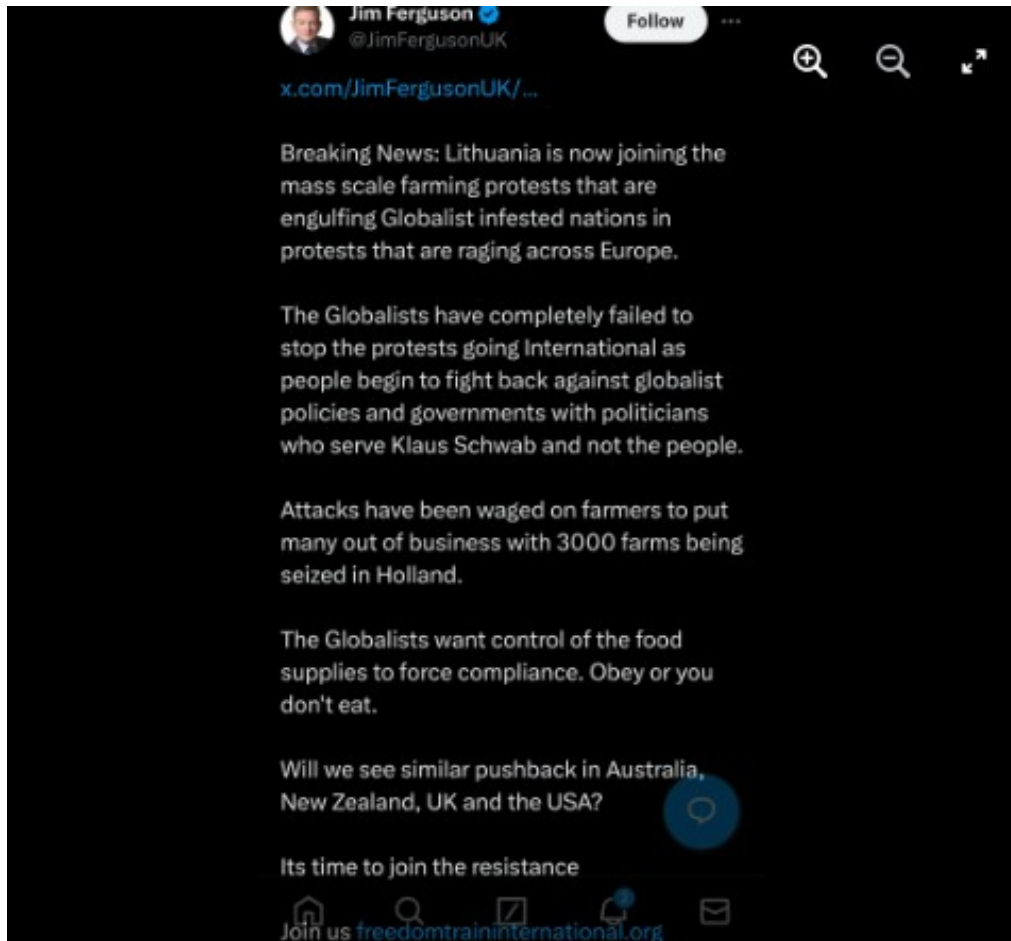 Jim Ferguson
Follow
@JimFergusonUK
x.com/JimFergusonUK/...
Breaking News: Lithuania is now joining the
mass scale farming protests that are
engulfing Globalist infested nations in
protests that are raging across Europe.
The Globalists have completely failed to
stop the protests going International as
people begin to fight back against globalist
policies and governments with politicians
who serve Klaus Schwab and not the people.
Attacks have been waged on farmers to put
many out of business with 3000 farms being
seized in Holland.
The Globalists want control of the food
supplies to force compliance. Obey or you
don't eat.
Will we see similar pushback in Australia,
New Zealand, UK and the USA?
Its time to join the resistance
Join us freedomtraininternational.org